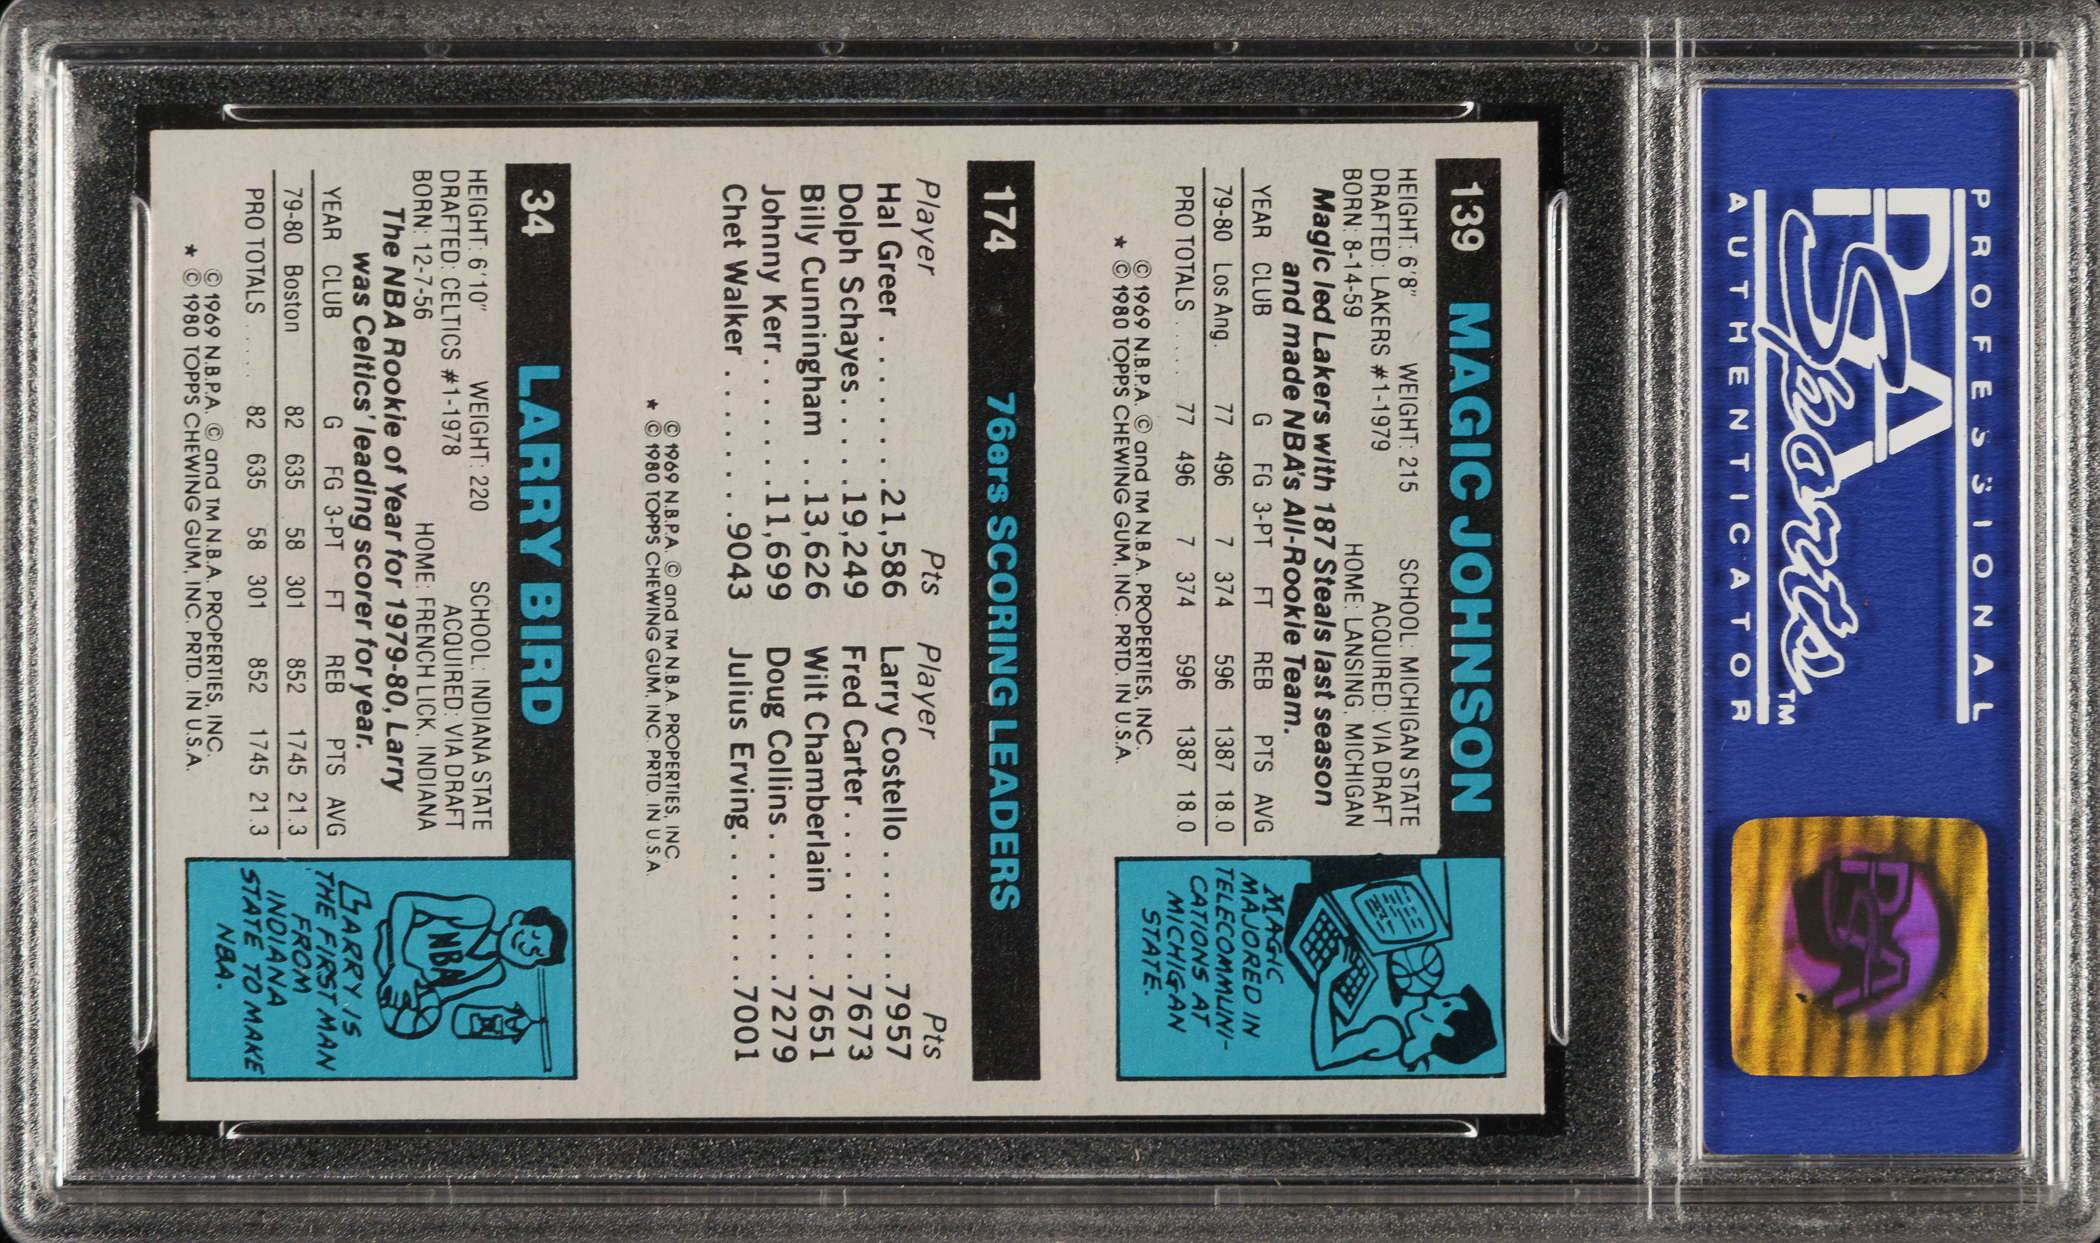 PROFESSIONAL
PSA
Sports™
AUTHENTICATOR
PSA
139 MAGIC JOHNSON
HEIGHT: 6'8" WEIGHT: 215 SCHOOL: MICHIGAN STATE
DRAFTED: LAKERS #1-1979 ACQUIRED: VIA DRAFT
BORN: 8-14-59 HOME: LANSING, MICHIGAN
Magic led Lakers with 187 Steals last season
and made NBA's All-Rookie Team.
YEAR CLUB G FG 3-PT FT REB PTS AVG
79-80 Los Ang. 77 496 7 374 596 1387 18.0
PRO TOTALS .... 77 496 7 374 596 1387 18.0
© 1969 N.B.P.A. © and TM N.B.A. PROPERTIES, INC.
* © 1980 TOPPS CHEWING GUM, INC. PRTD. IN U.S.A.
MAGIC
MAJORED IN
TELECOMMUNI-
CATIONS AT
MICHIGAN
STATE.
174 76ers SCORING LEADERS
Player Pts Player Pts
Hal Greer.......21,586 Larry Costello.......7957
Dolph Schayes.....19,249 Fred Carter........7673
Billy Cunningham ..13,626 Wilt Chamberlain ....7651
Johnny Kerr.......11,699 Doug Collins........7279
Chet Walker........9043 Julius Erving........7001
© 1969 N.B.P.A. © and TM N.B.A. PROPERTIES, INC.
* © 1980 TOPPS CHEWING GUM, INC. PRTD. IN U.S.A.
34 LARRY BIRD
HEIGHT: 6'10" WEIGHT: 220 SCHOOL: INDIANA STATE
DRAFTED: CELTICS #1-1978 ACQUIRED: VIA DRAFT
BORN: 12-7-56 HOME: FRENCH LICK, INDIANA
The NBA Rookie of Year for 1979-80, Larry
was Celtics' leading scorer for year.
YEAR CLUB G FG 3-PT FT REB PTS AVG
79-80 Boston 82 635 58 301 852 1745 21.3
PRO TOTALS .... 82 635 58 301 852 1745 21.3
© 1969 N.B.P.A. © and TM N.B.A. PROPERTIES, INC.
* © 1980 TOPPS CHEWING GUM, INC. PRTD. IN U.S.A.
NBA
LARRY IS
THE FIRST MAN
FROM
INDIANA
STATE TO MAKE
NBA.